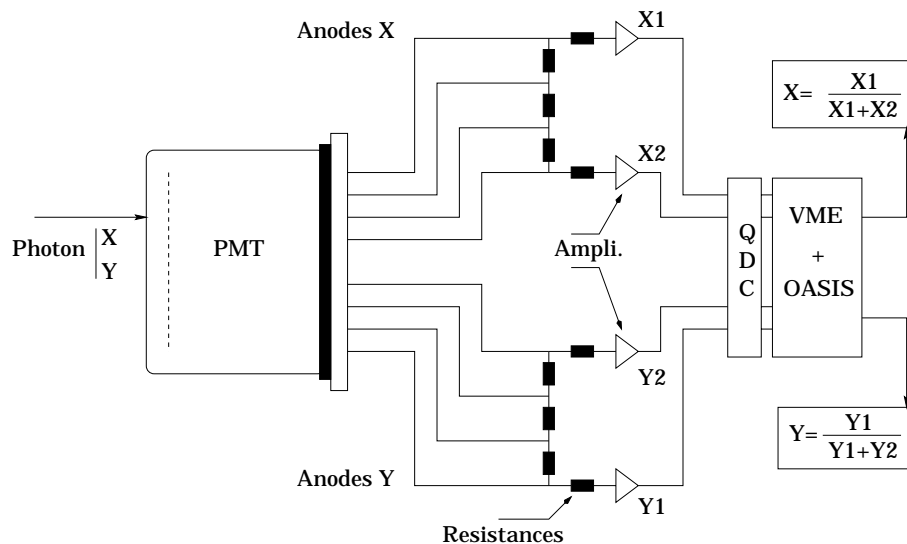 Anodes X
X1
X= X1
X1+X2
X2
Photon X
Y
PMT
Ampli.
Q
D
C
VME
+
OASIS
Y2
Y= Y1
Y1+Y2
Anodes Y
Y1
Resistances